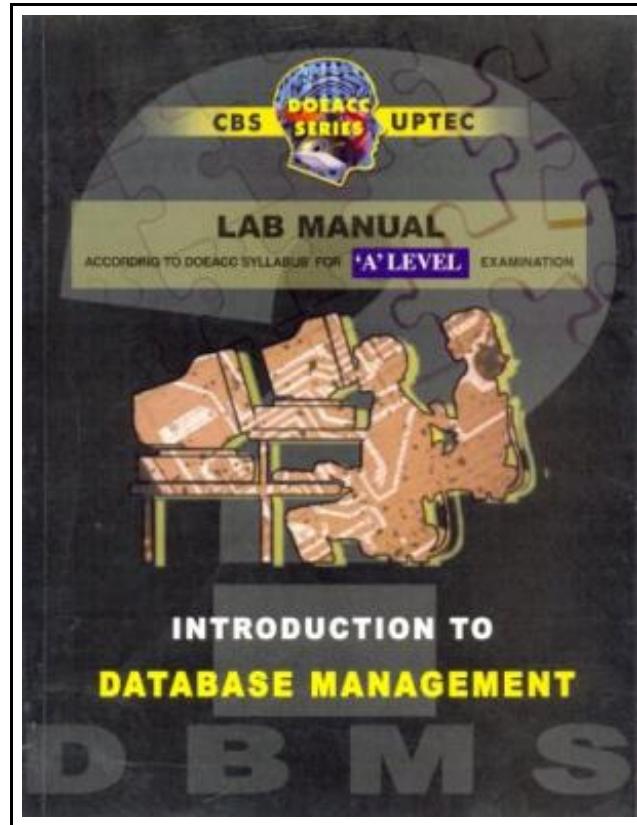 CBS DOEACC SERIES UPTEC
LAB MANUAL
ACCORDING TO DOEACC SYLLABUS FOR 'A' LEVEL EXAMINATION
INTRODUCTION TO
DATABASE MANAGEMENT
DBMS